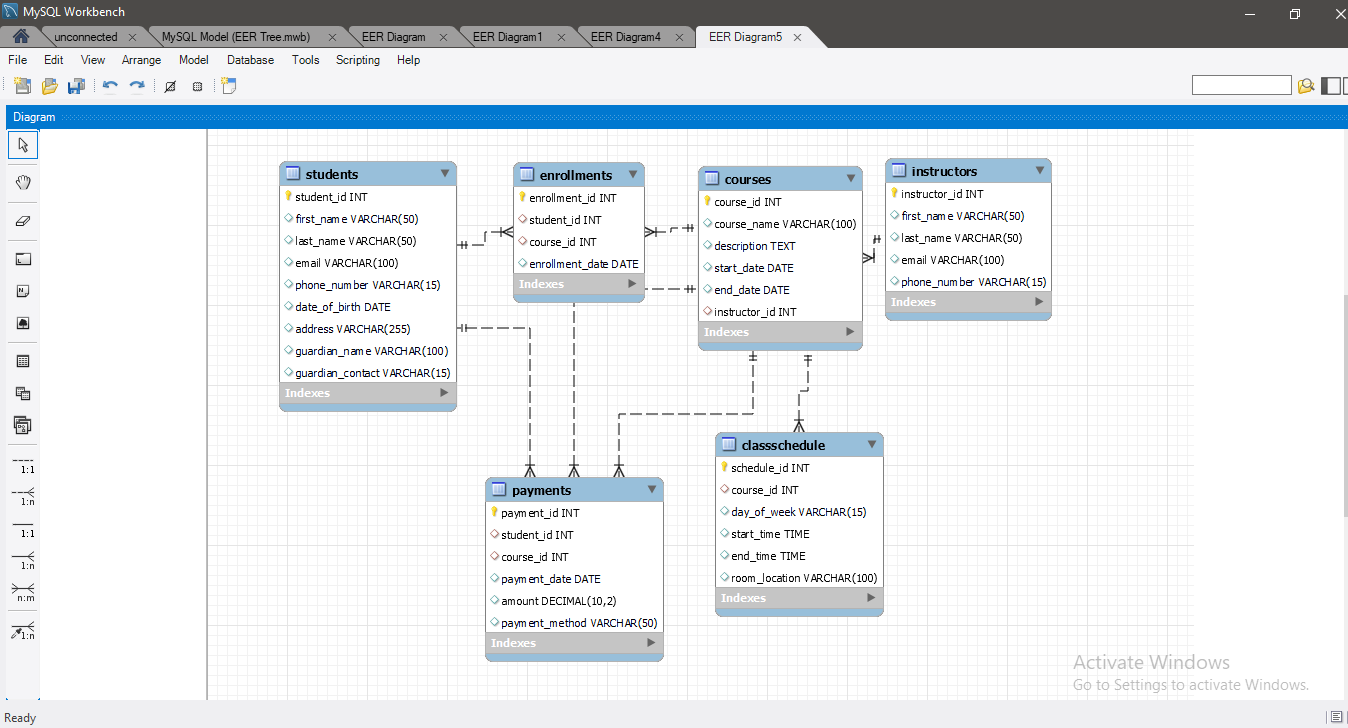 MySQL Workbench
unconnected
MySQL Model (EER Tree.mwb)
EER Diagram
EER Diagram1
EER Diagram4
EER Diagram5
File Edit View Arrange Model Database Tools Scripting Help
Diagram
students
student_id INT
first_name VARCHAR(50)
last_name VARCHAR(50)
email VARCHAR(100)
phone_number VARCHAR(15)
date_of_birth DATE
address VARCHAR(255)
guardian_name VARCHAR(100)
guardian_contact VARCHAR(15)
Indexes
enrollments
enrollment_id INT
student_id INT
course_id INT
enrollment_date DATE
Indexes
courses
course_id INT
course_name VARCHAR(100)
description TEXT
start_date DATE
end_date DATE
instructor_id INT
Indexes
instructors
instructor_id INT
first_name VARCHAR(50)
last_name VARCHAR(50)
email VARCHAR(100)
phone_number VARCHAR(15)
Indexes
payments
payment_id INT
student_id INT
course_id INT
payment_date DATE
amount DECIMAL(10,2)
payment_method VARCHAR(50)
Indexes
classschedule
schedule_id INT
course_id INT
day_of_week VARCHAR(15)
start_time TIME
end_time TIME
room_location VARCHAR(100)
Indexes
1:1
1:n
1:1
1:n
n:m
1:n
Activate Windows
Go to Settings to activate Windows.
Ready